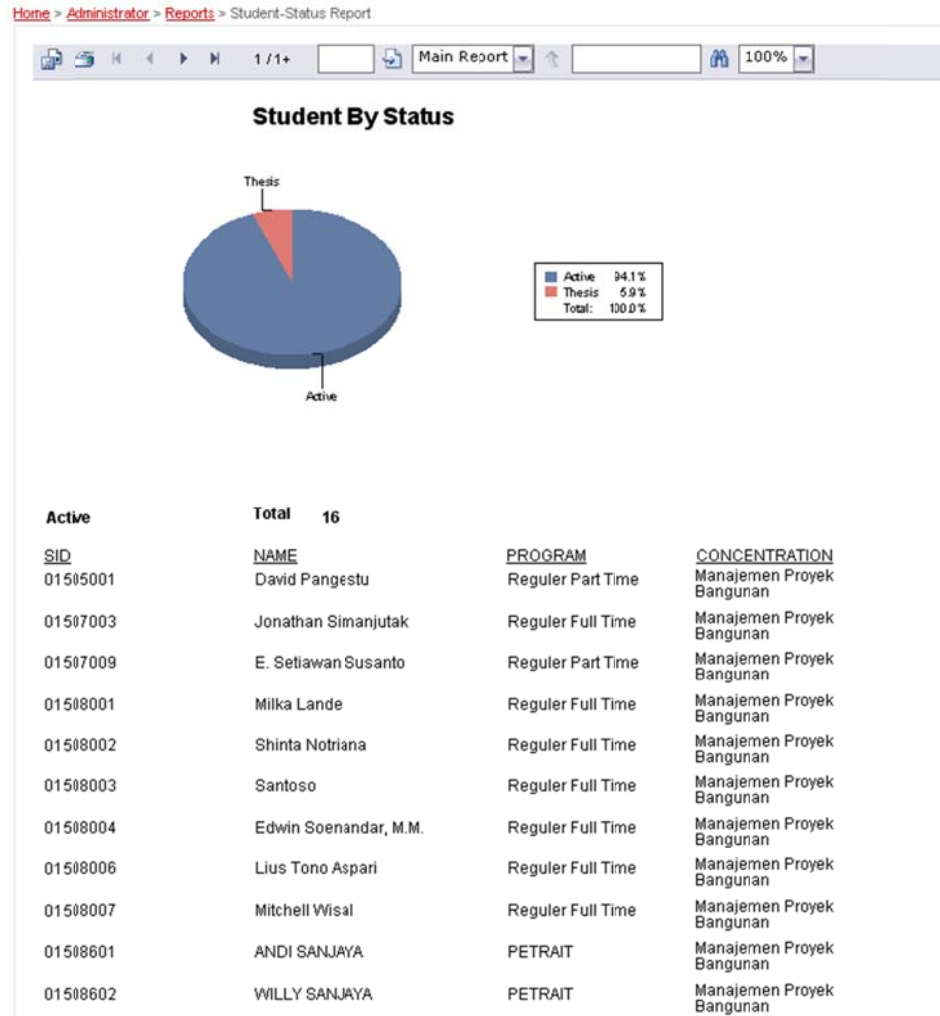 Home > Administrator > Reports > Student-Status Report
1 / 1+ Main Report 100%
Student By Status
Thesis
Active 94.1%
Thesis 5.9%
Total: 100.0%
Active
Active Total 16
SID NAME PROGRAM CONCENTRATION
01505001 David Pangestu Reguler Part Time Manajemen Proyek
Bangunan
01507003 Jonathan Simanjutak Reguler Full Time Manajemen Proyek
Bangunan
01507009 E. Setiawan Susanto Reguler Part Time Manajemen Proyek
Bangunan
01508001 Milka Lande Reguler Full Time Manajemen Proyek
Bangunan
01508002 Shinta Notriana Reguler Full Time Manajemen Proyek
Bangunan
01508003 Santoso Reguler Full Time Manajemen Proyek
Bangunan
01508004 Edwin Soenandar, M.M. Reguler Full Time Manajemen Proyek
Bangunan
01508006 Lius Tono Aspari Reguler Full Time Manajemen Proyek
Bangunan
01508007 Mitchell Wisal Reguler Full Time Manajemen Proyek
Bangunan
01508601 ANDI SANJAYA PETRAIT Manajemen Proyek
Bangunan
01508602 WILLY SANJAYA PETRAIT Manajemen Proyek
Bangunan